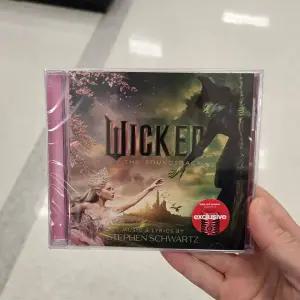 WICKED
THE SOUNDTRACK
exclusive
MUSIC & LYRICS BY
STEPHEN SCHWARTZ